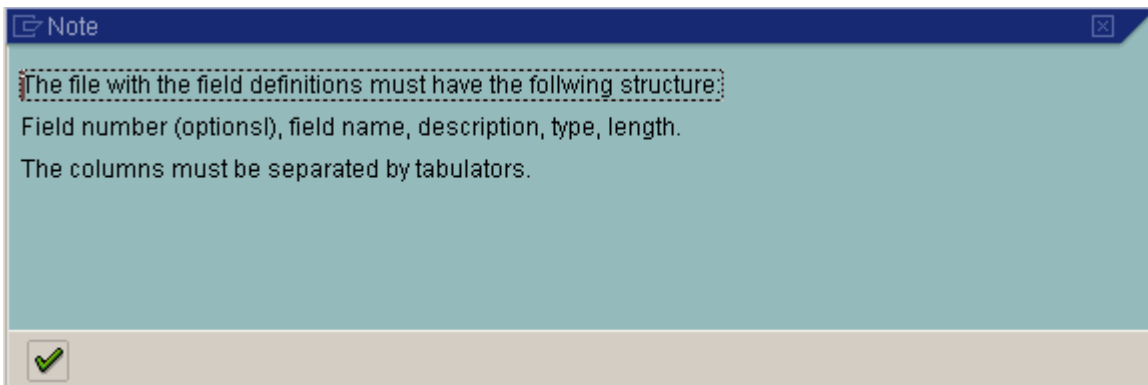 Note
The file with the field definitions must have the follwing structure:
Field number (optionsl), field name, description, type, length.
The columns must be separated by tabulators.